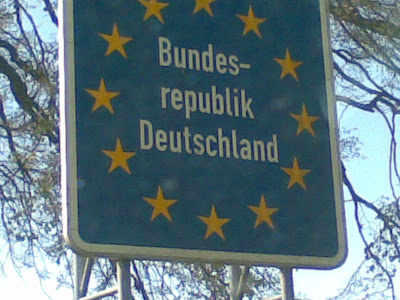 Bundes-
republik
Deutschland